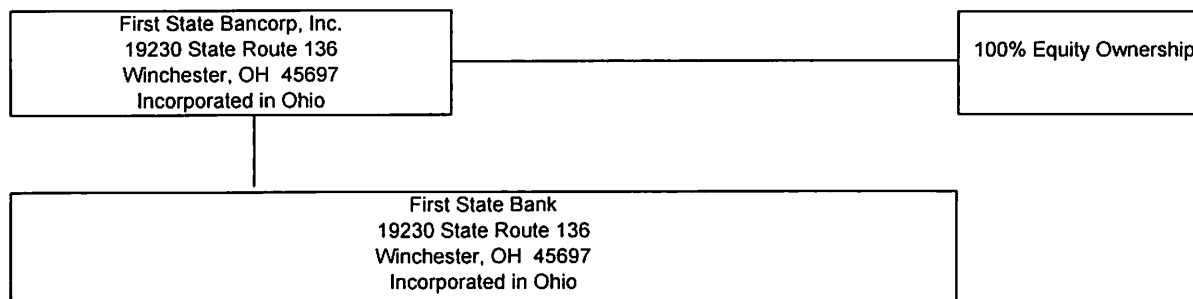 First State Bancorp, Inc.
19230 State Route 136
Winchester, OH 45697
Incorporated in Ohio
100% Equity Ownership
First State Bank
19230 State Route 136
Winchester, OH 45697
Incorporated in Ohio